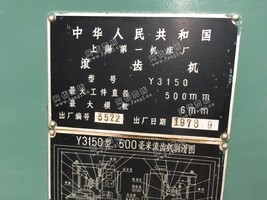 中华人民共和国
上海第一机床厂
滚齿机
型号 Y3150
最大工件直径 500mm
最大模数 6mm
出厂编号 3522 出厂日期 1978 9
Y3150型,500毫米滚齿机润滑图